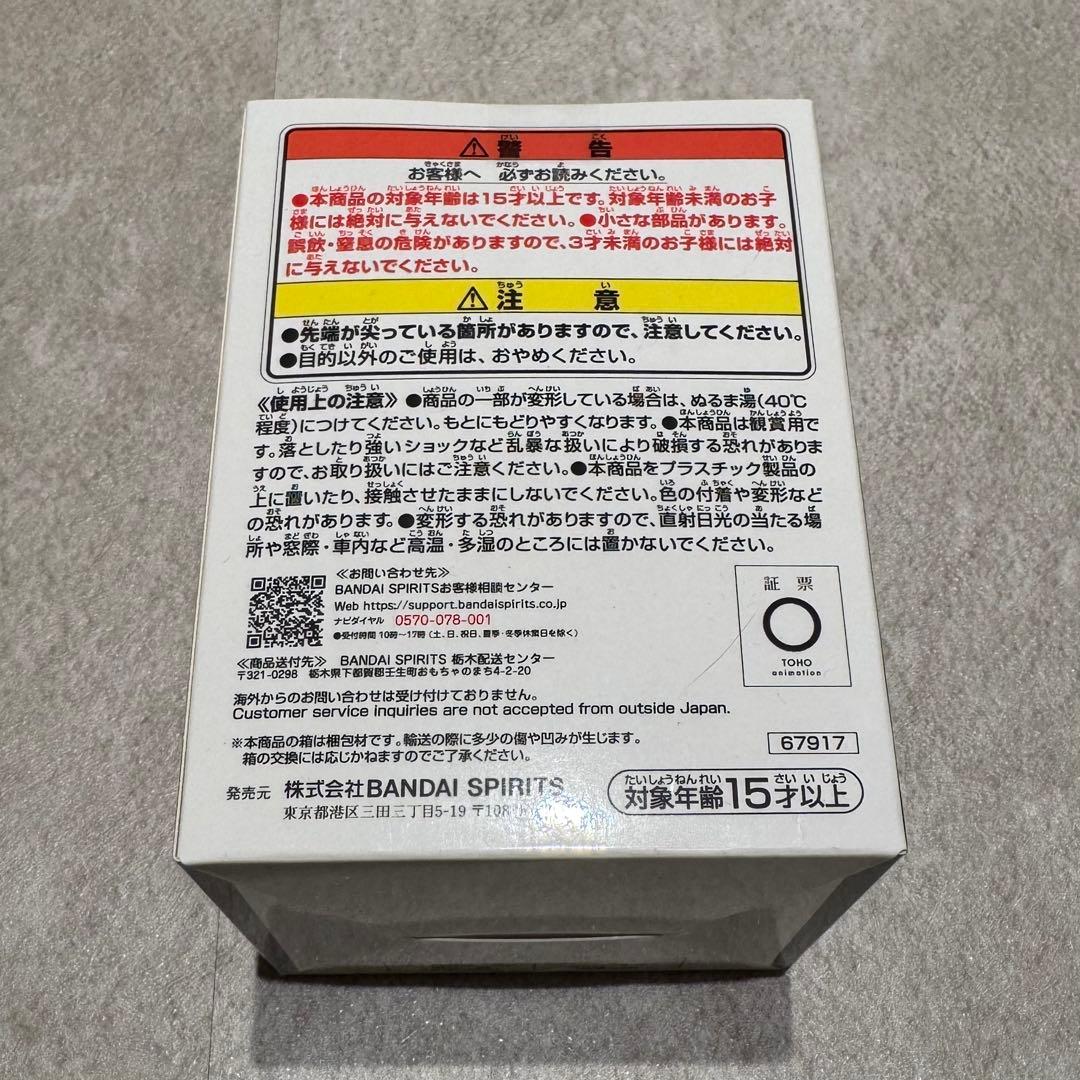 ⚠警 告
お客様へ 必ずお読みください。
●本商品の対象年齢は15才以上です。対象年齢未満のお子
様には絶対に与えないでください。●小さな部品があります。
誤飲・窒息の危険がありますので、3才未満のお子様には絶対
に与えないでください。
⚠注 意
●先端が尖っている箇所がありますので、注意してください。
●目的以外のご使用は、おやめください。
《使用上の注意》●商品の一部が変形している場合は、ぬるま湯(40℃
程度)につけてください。もとにもどりやすくなります。●本商品は観賞用で
す。落としたり強いショックなど乱暴な扱いにより破損する恐れがありま
すので、お取り扱いにはご注意ください。●本商品をプラスチック製品の
上に置いたり、接触させたままにしないでください。色の付着や変形など
の恐れがあります。●変形する恐れがありますので、直射日光の当たる場
所や窓際・車内など高温・多湿のところには置かないでください。
≪お問い合わせ先≫
BANDAI SPIRITSお客様相談センター
Web https://support.bandaispirits.co.jp
ナビダイヤル 0570-078-001
●受付時間 10時〜17時 (土、日、祝日、夏季・冬季休業日を除く)
≪商品送付先≫ BANDAI SPIRITS 栃木配送センター
〒321-0298 栃木県下都賀郡壬生町おもちゃのまち4-2-20
証 票
TOHO
animation
海外からのお問い合わせは受け付けておりません。
Customer service inquiries are not accepted from outside Japan.
※本商品の箱は梱包材です。輸送の際に多少の傷や凹みが生じます。
箱の交換には応じかねますのでご了承ください。
67917
発売元 株式会社BANDAI SPIRITS
東京都港区三田三丁目5-19 〒108
対象年齢15才以上